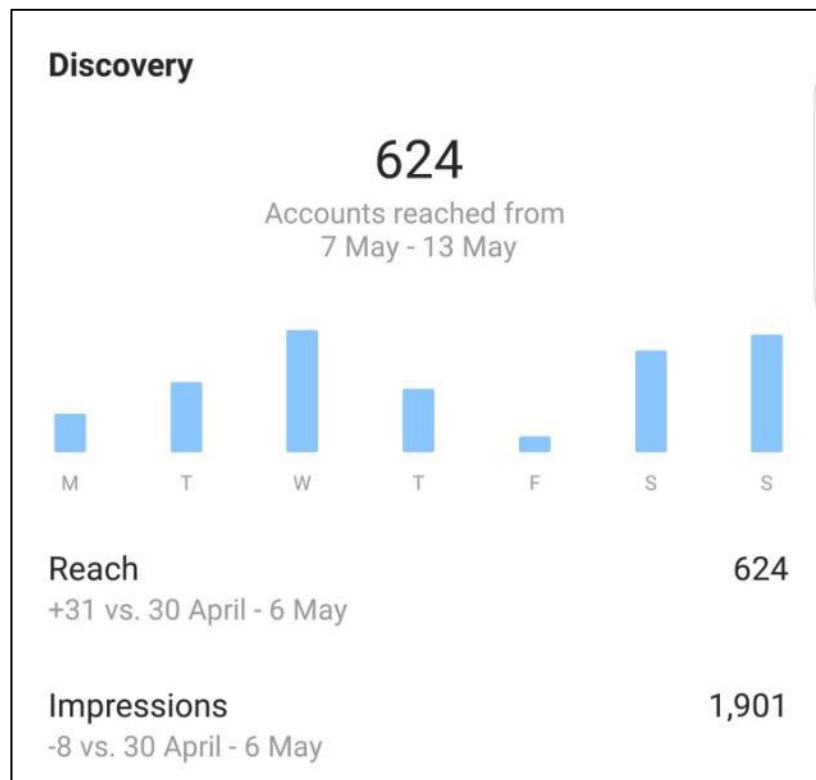 Discovery
624
Accounts reached from
7 May - 13 May
M T W T F S S
Reach 624
+31 vs. 30 April - 6 May
Impressions 1,901
-8 vs. 30 April - 6 May